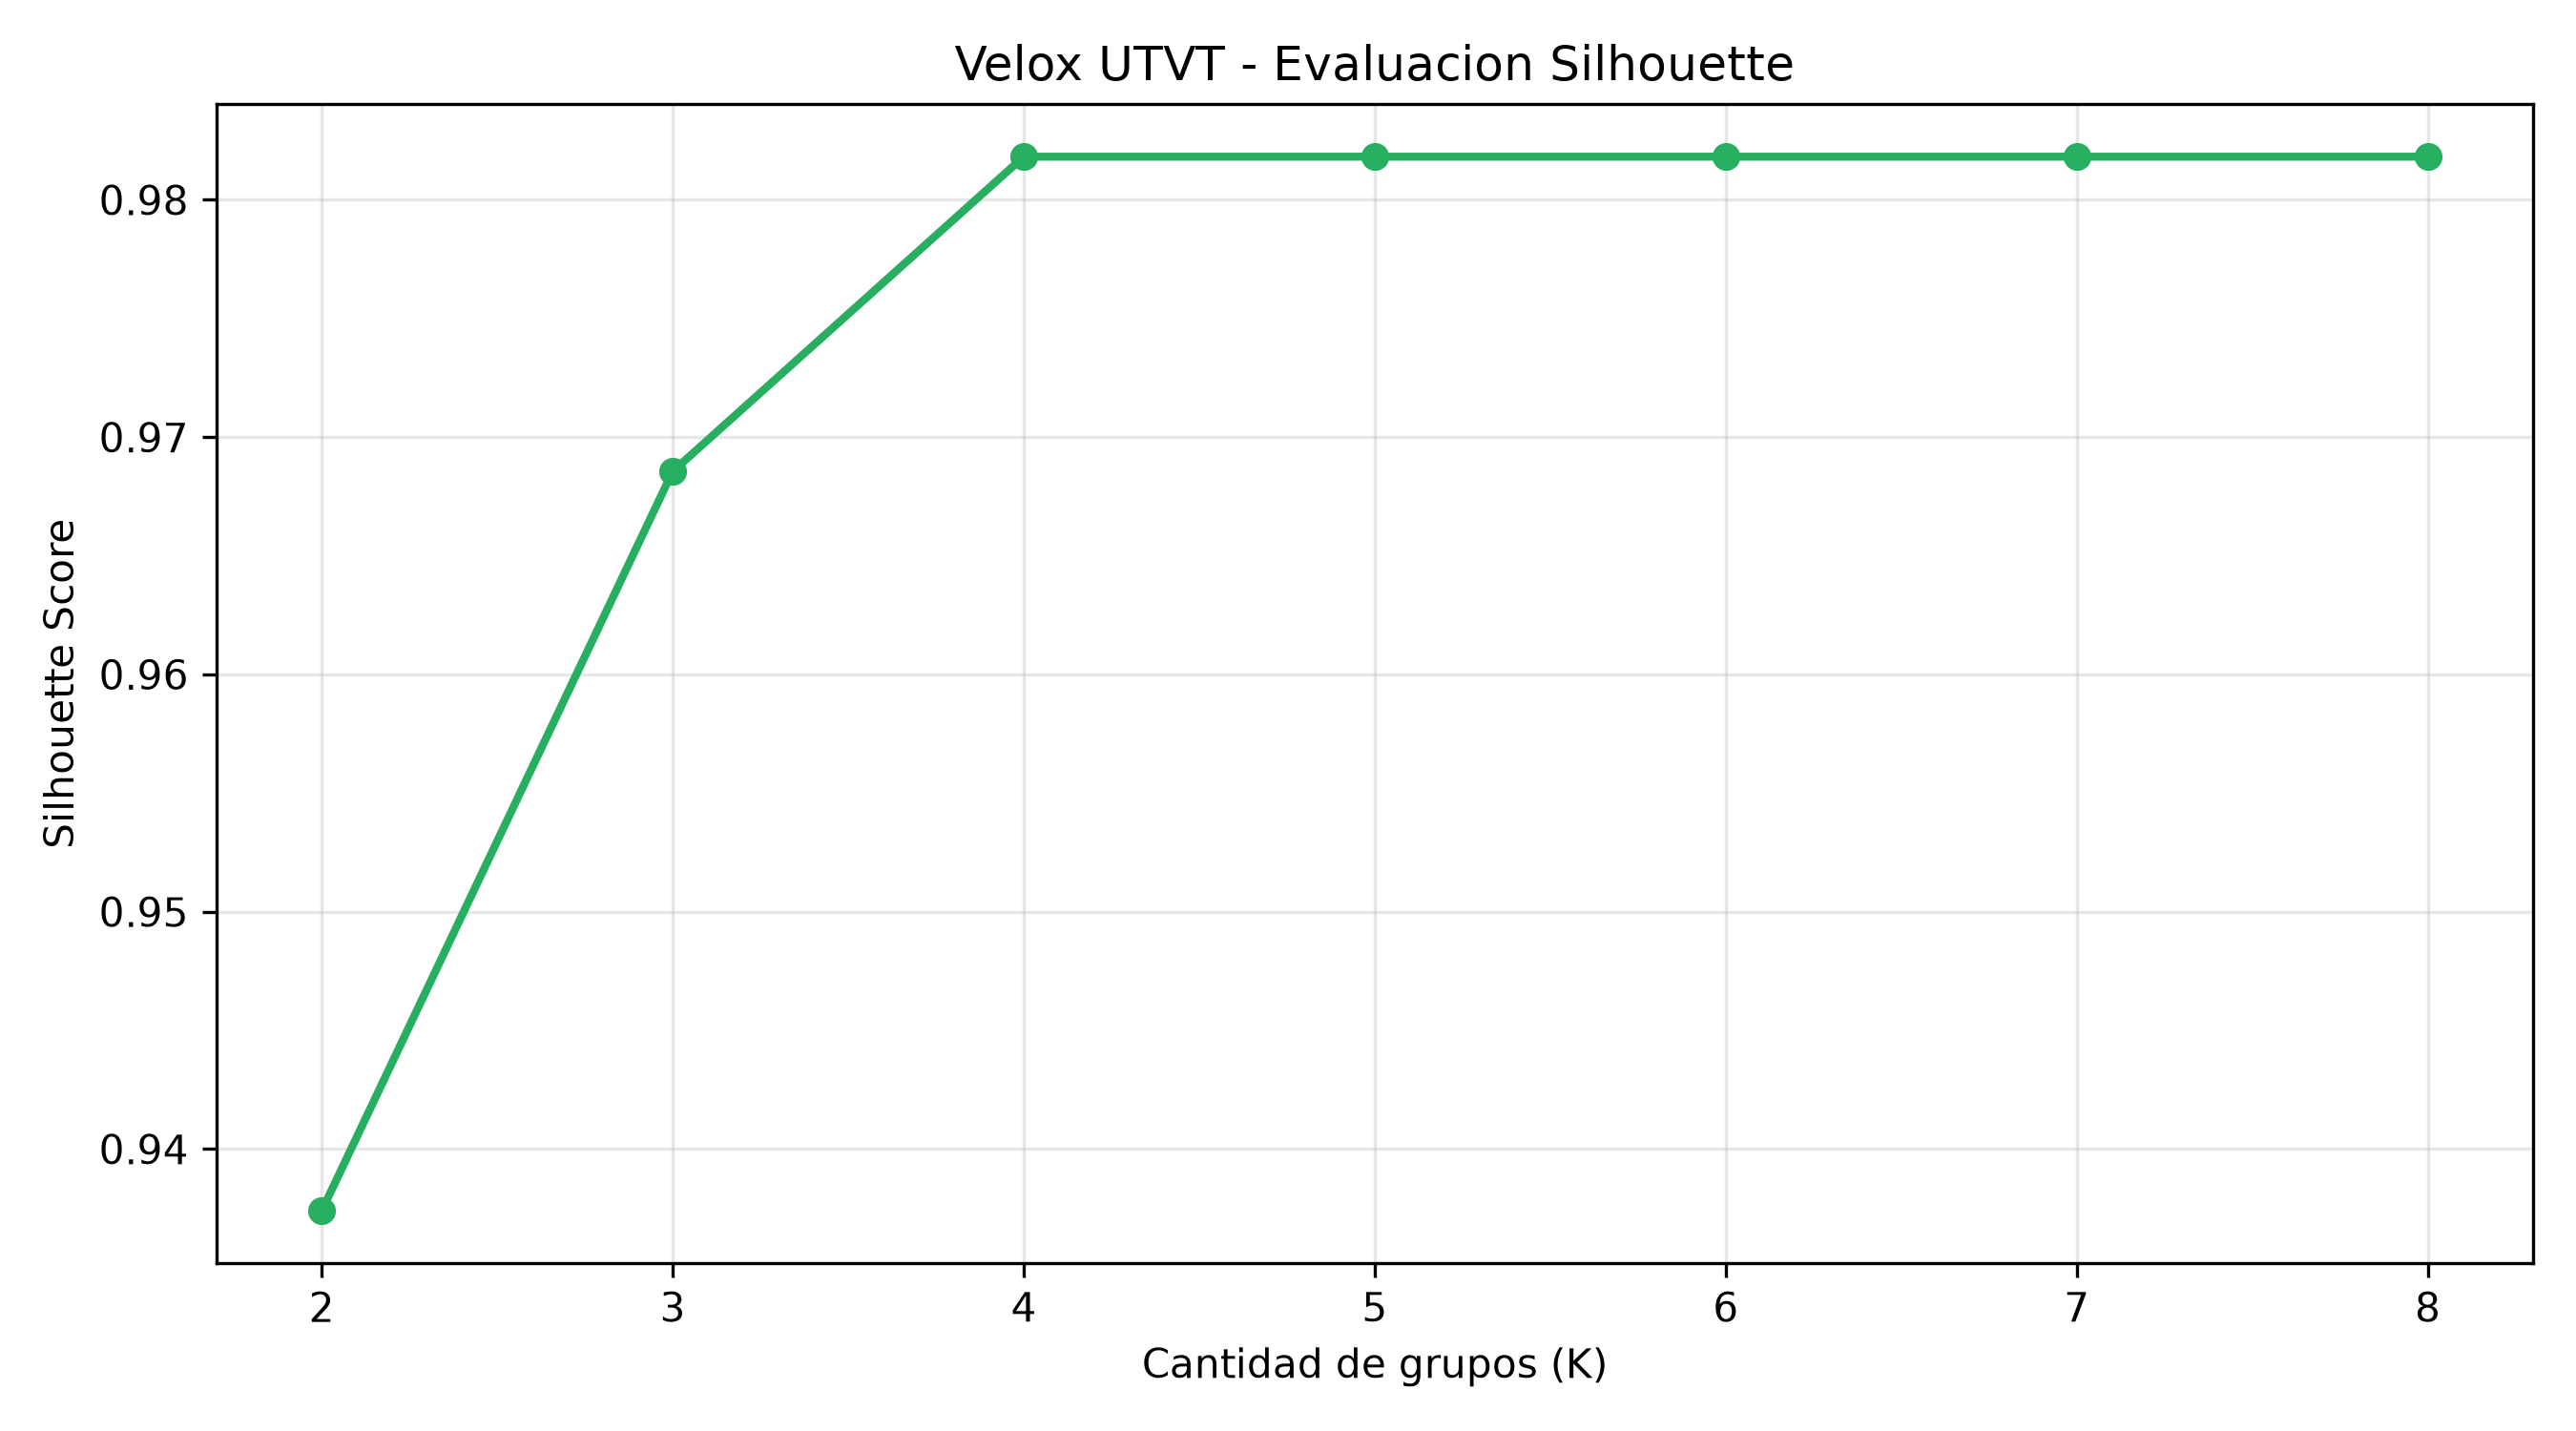 Velox UTVT - Evaluacion Silhouette
Silhouette Score
0.98
0.97
0.96
0.95
0.94
2 3 4 5 6 7 8
Cantidad de grupos (K)